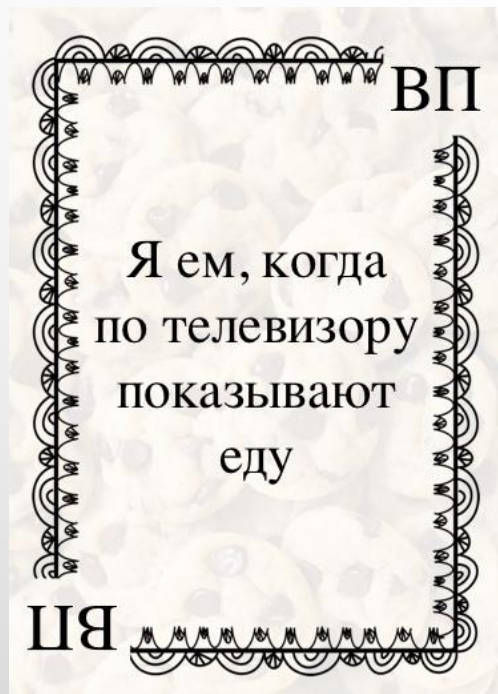 ВП
Я ем, когда
по телевизору
показывают
еду
ВП